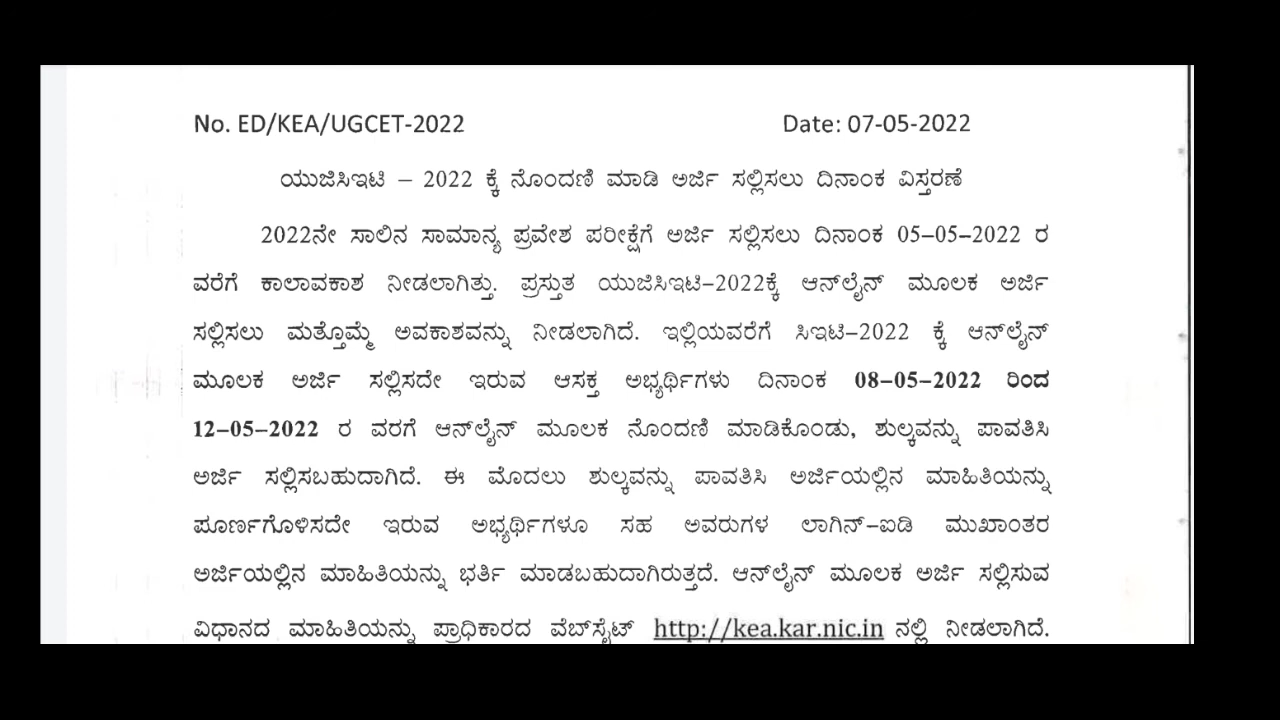 No. ED/KEA/UGCET-2022 Date: 07-05-2022
ಯುಜಿಸಿಇಟಿ – 2022 ಕ್ಕೆ ನೊಂದಣಿ ಮಾಡಿ ಅರ್ಜಿ ಸಲ್ಲಿಸಲು ದಿನಾಂಕ ವಿಸ್ತರಣೆ
2022ನೇ ಸಾಲಿನ ಸಾಮಾನ್ಯ ಪ್ರವೇಶ ಪರೀಕ್ಷೆಗೆ ಅರ್ಜಿ ಸಲ್ಲಿಸಲು ದಿನಾಂಕ 05–05–2022 ರ
ವರೆಗೆ ಕಾಲಾವಕಾಶ ನೀಡಲಾಗಿತ್ತು. ಪ್ರಸ್ತುತ ಯುಜಿಸಿಇಟಿ–2022ಕ್ಕೆ ಆನ್‌ಲೈನ್ ಮೂಲಕ ಅರ್ಜಿ
ಸಲ್ಲಿಸಲು ಮತ್ತೊಮ್ಮೆ ಅವಕಾಶವನ್ನು ನೀಡಲಾಗಿದೆ. ಇಲ್ಲಿಯವರೆಗೆ ಸಿಇಟಿ–2022 ಕ್ಕೆ ಆನ್‌ಲೈನ್
ಮೂಲಕ ಅರ್ಜಿ ಸಲ್ಲಿಸದೇ ಇರುವ ಆಸಕ್ತ ಅಭ್ಯರ್ಥಿಗಳು ದಿನಾಂಕ 08–05–2022 ರಿಂದ
12–05–2022 ರ ವರಗೆ ಆನ್‌ಲೈನ್ ಮೂಲಕ ನೊಂದಣಿ ಮಾಡಿಕೊಂಡು, ಶುಲ್ಕವನ್ನು ಪಾವತಿಸಿ
ಅರ್ಜಿ ಸಲ್ಲಿಸಬಹುದಾಗಿದೆ. ಈ ಮೊದಲು ಶುಲ್ಕವನ್ನು ಪಾವತಿಸಿ ಅರ್ಜಿಯಲ್ಲಿನ ಮಾಹಿತಿಯನ್ನು
ಪೂರ್ಣಗೊಳಿಸದೇ ಇರುವ ಅಭ್ಯರ್ಥಿಗಳೂ ಸಹ ಅವರುಗಳ ಲಾಗಿನ್–ಐಡಿ ಮುಖಾಂತರ
ಅರ್ಜಿಯಲ್ಲಿನ ಮಾಹಿತಿಯನ್ನು ಭರ್ತಿ ಮಾಡಬಹುದಾಗಿರುತ್ತದೆ. ಆನ್‌ಲೈನ್ ಮೂಲಕ ಅರ್ಜಿ ಸಲ್ಲಿಸುವ
ವಿಧಾನದ ಮಾಹಿತಿಯನ್ನು ಪ್ರಾಧಿಕಾರದ ವೆಬ್‌ಸೈಟ್ http://kea.kar.nic.in ನಲ್ಲಿ ನೀಡಲಾಗಿದೆ.